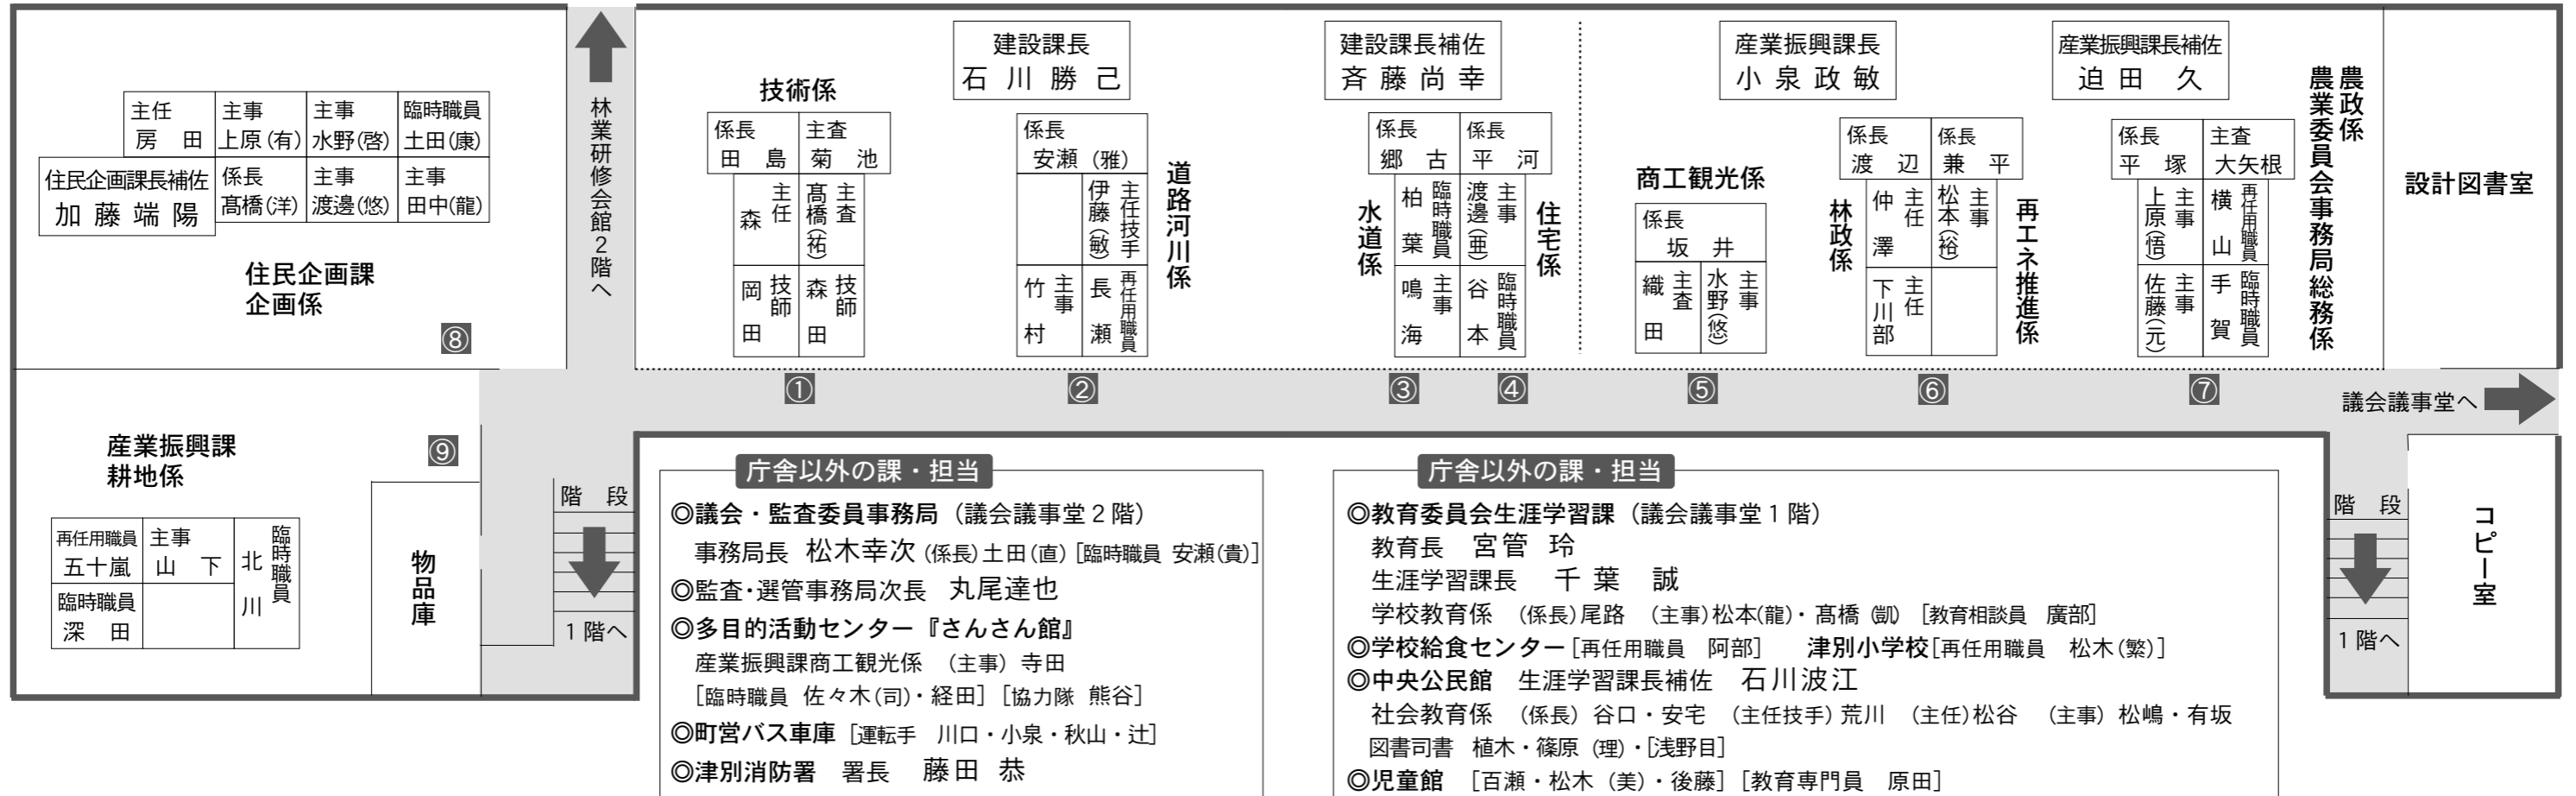 主任
房田
主事
上原(有)
主事
水野(啓)
臨時職員
土田(康)
住民企画課長補佐
加藤端陽
係長
髙橋(洋)
主事
渡邊(悠)
主事
田中(龍)
住民企画課
企画係
⑧
林業研修会館2階へ
技術係
係長
田島
主査
菊池
主任
森
主査
髙橋(祐)
技師
岡田
技師
森田
①
建設課長
石川勝己
係長
安瀬(雅)
主任技手
伊藤(敏)
主事
竹村
再任用職員
長瀬
道路河川係
②
建設課長補佐
斉藤尚幸
水道係
係長
郷古
係長
平河
臨時職員
柏葉
主事
渡邊(亜)
主事
鳴海
臨時職員
谷本
住宅係
③
④
商工観光係
係長
坂井
主査
織田
主事
水野(悠)
⑤
産業振興課長
小泉政敏
林政係
係長
渡辺
係長
兼平
主任
仲澤
主事
松本(裕)
主任
下川部
再エネ推進係
⑥
産業振興課長補佐
迫田久
係長
平塚
主査
大矢根
主事
上原(悟)
再任用職員
横山
主事
佐藤(元)
臨時職員
手賀
農政係
農業委員会事務局総務係
⑦
設計図書室
議会議事堂へ
産業振興課
耕地係
⑨
再任用職員
五十嵐
主事
山下
臨時職員
北川
臨時職員
深田
物品庫
階段
1階へ
庁舎以外の課・担当
◎議会・監査委員事務局(議会議事堂2階)
事務局長 松木幸次(係長)土田(直)[臨時職員 安瀬(貴)]
◎監査・選管事務局次長 丸尾達也
◎多目的活動センター『さんさん館』
産業振興課商工観光係 (主事)寺田
[臨時職員 佐々木(司)・経田][協力隊 熊谷]
◎町営バス車庫[運転手 川口・小泉・秋山・辻]
◎津別消防署 署長 藤田 恭
庁舎以外の課・担当
◎教育委員会生涯学習課(議会議事堂1階)
教育長 宮管 玲
生涯学習課長 千葉 誠
学校教育係 (係長)尾路 (主事)松本(龍)・髙橋(凱) [教育相談員 廣部]
◎学校給食センター[再任用職員 阿部] 津別小学校[再任用職員 松木(繁)]
◎中央公民館 生涯学習課長補佐 石川波江
社会教育係 (係長)谷口・安宅 (主任技手)荒川 (主任)松谷 (主事)松嶋・有坂
図書司書 植木・篠原(理)・[浅野目]
◎児童館 [百瀬・松木(美)・後藤][教育専門員 原田]
階段
1階へ
コピー室